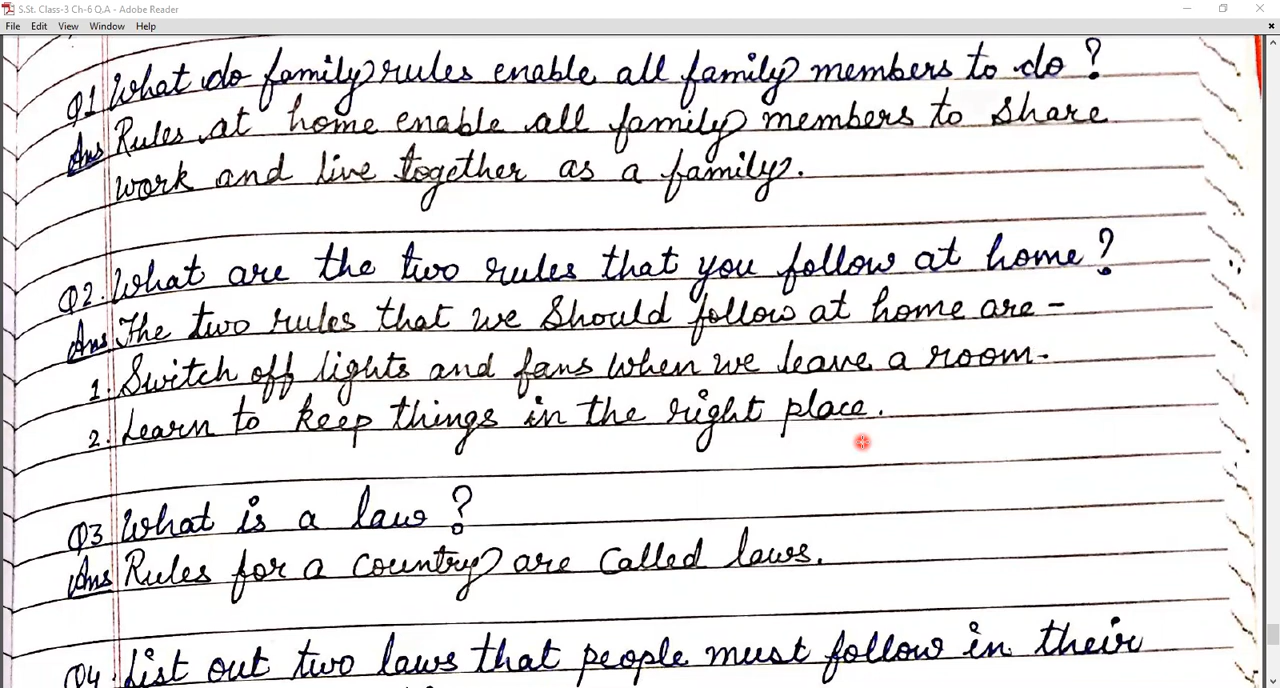 S.St. Class-3 Ch-6 Q.A - Adobe Reader
File Edit View Window Help
Q1 What do family rules enable all family members to do?
Ans Rules at home enable all family members to share
work and live together as a family.
Q2. What are the two rules that you follow at home?
Ans The two rules that we should follow at home are -
1. Switch off lights and fans when we leave a room.
2. Learn to keep things in the right place.
Q3 What is a law?
Ans Rules for a country are called laws.
Q4. List out two laws that people must follow in their